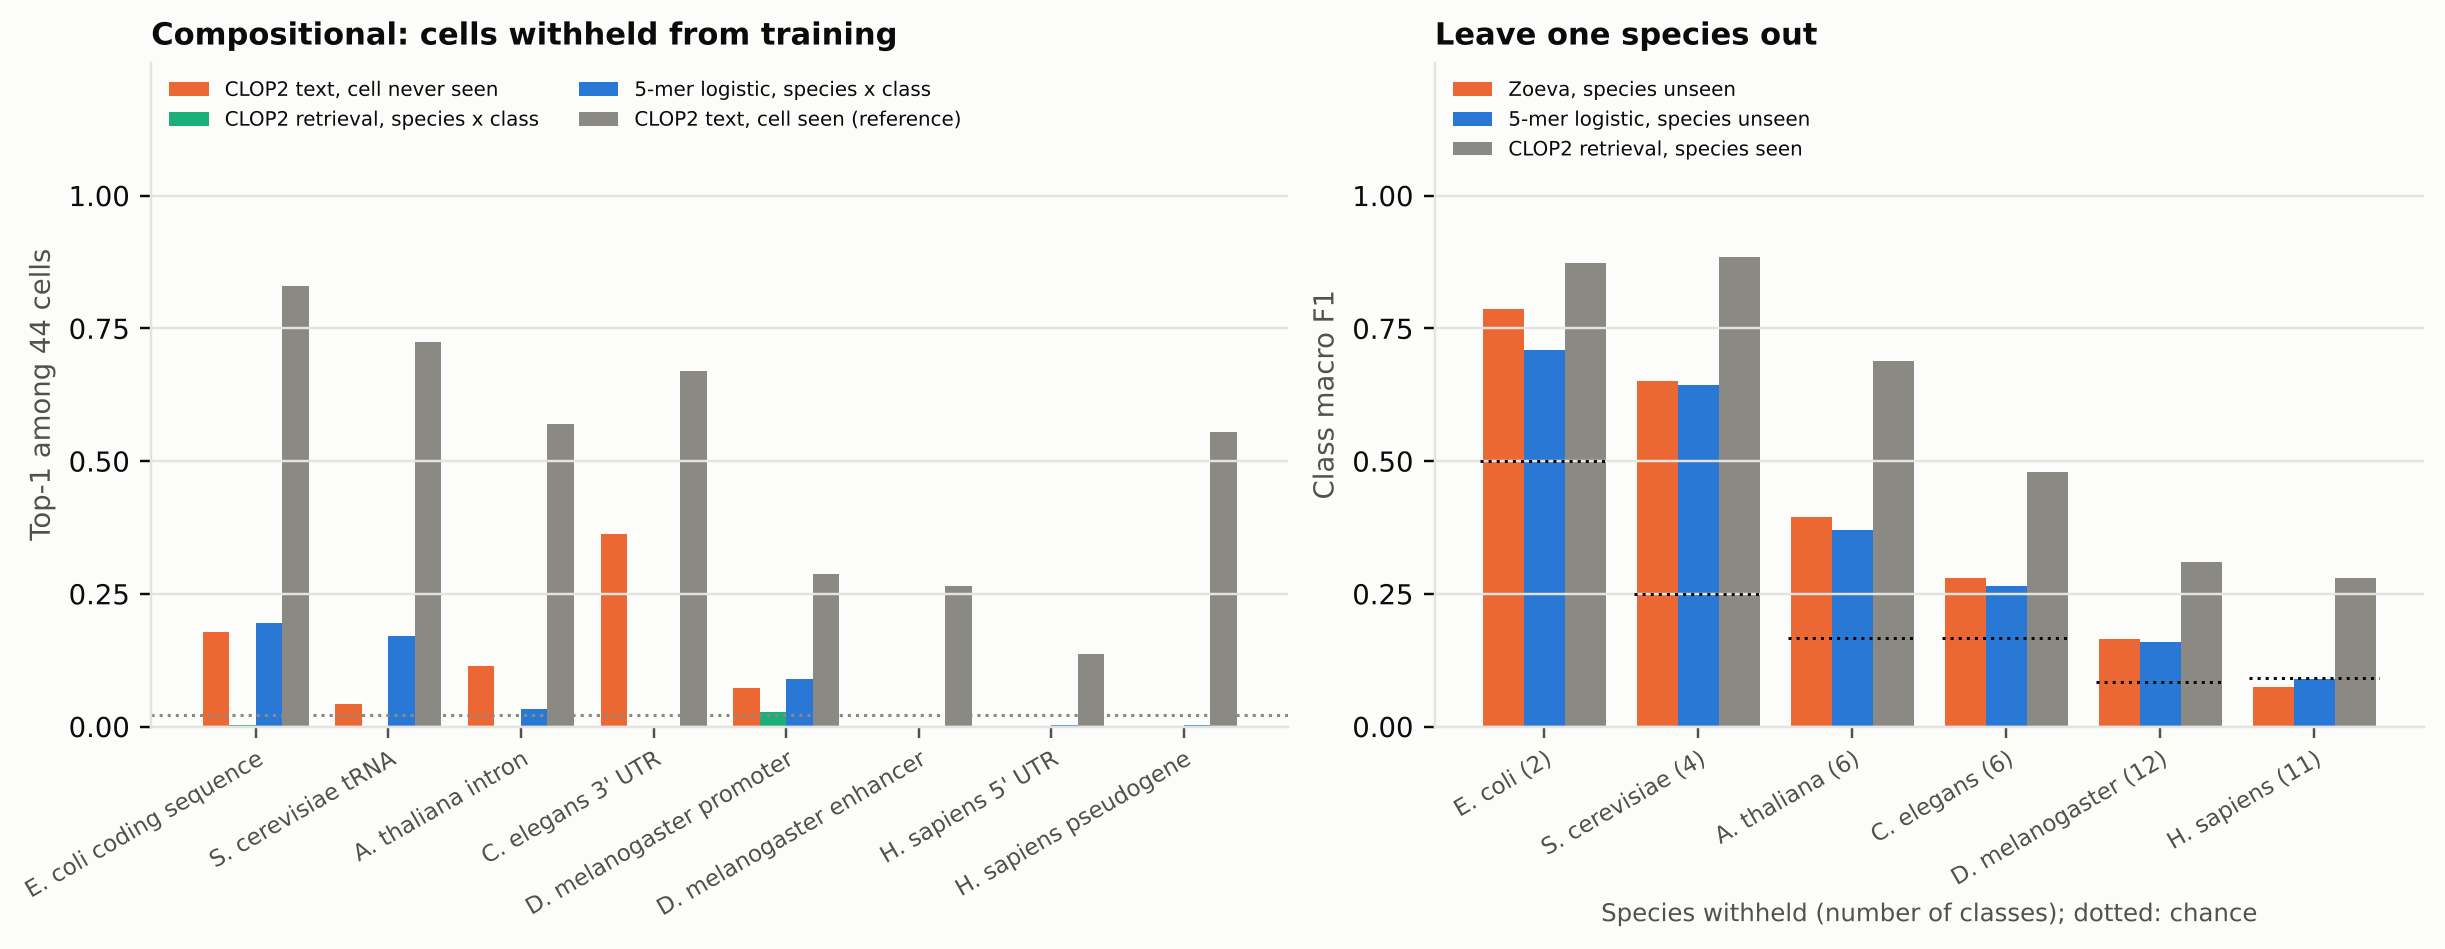 Compositional: cells withheld from training
CLOP2 text, cell never seen
CLOP2 retrieval, species x class
5-mer logistic, species x class
CLOP2 text, cell seen (reference)
Top-1 among 44 cells
1.00
0.75
0.50
0.25
0.00
E. coli coding sequence
S. cerevisiae tRNA
A. thaliana intron
C. elegans 3' UTR
D. melanogaster promoter
D. melanogaster enhancer
H. sapiens 5' UTR
H. sapiens pseudogene
Leave one species out
Zoeva, species unseen
5-mer logistic, species unseen
CLOP2 retrieval, species seen
Class macro F1
1.00
0.75
0.50
0.25
0.00
E. coli (2)
S. cerevisiae (4)
A. thaliana (6)
C. elegans (6)
D. melanogaster (12)
H. sapiens (11)
Species withheld (number of classes); dotted: chance